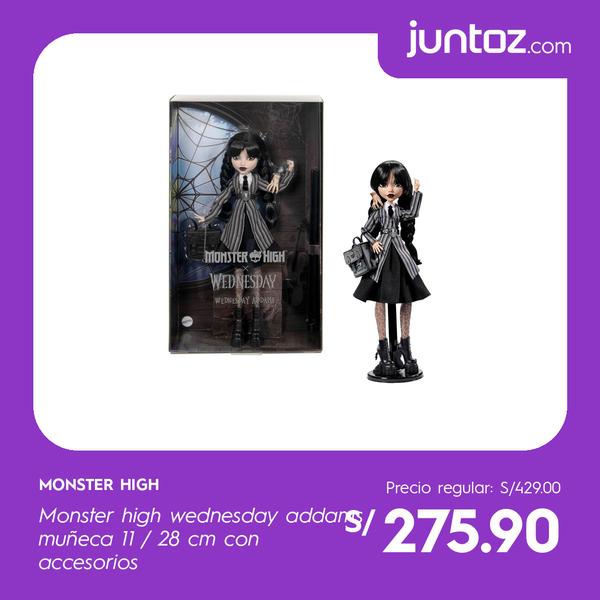 juntoz.com
MONSTER HIGH
X
WEDNESDAY
WEDNESDAY ADDAMS
MONSTER HIGH
Monster high wednesday addams
muñeca 11 / 28 cm con
accesorios
Precio regular: S/429.00
S/ 275.90